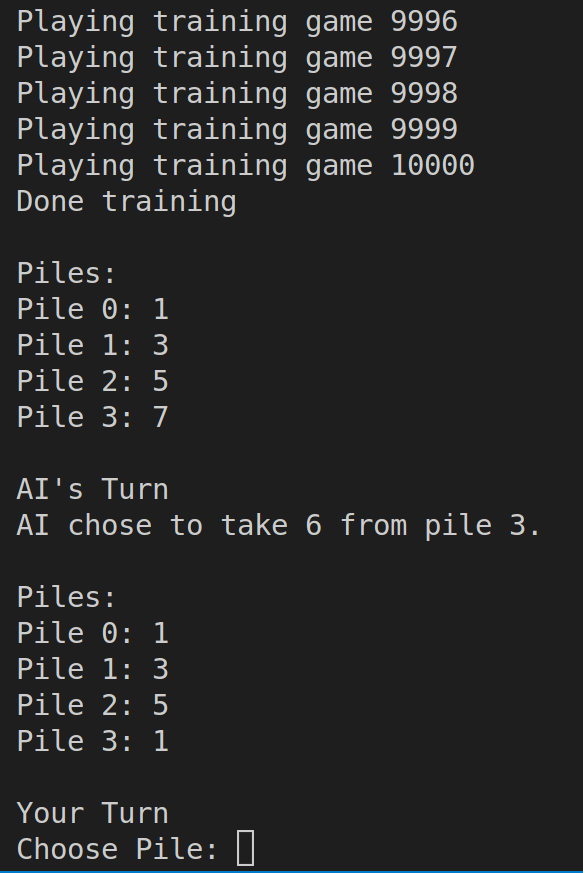 Playing training game 9996
Playing training game 9997
Playing training game 9998
Playing training game 9999
Playing training game 10000
Done training
Piles:
Pile 0: 1
Pile 1: 3
Pile 2: 5
Pile 3: 7
AI's Turn
AI chose to take 6 from pile 3.
Piles:
Pile 0: 1
Pile 1: 3
Pile 2: 5
Pile 3: 1
Your Turn
Choose Pile: